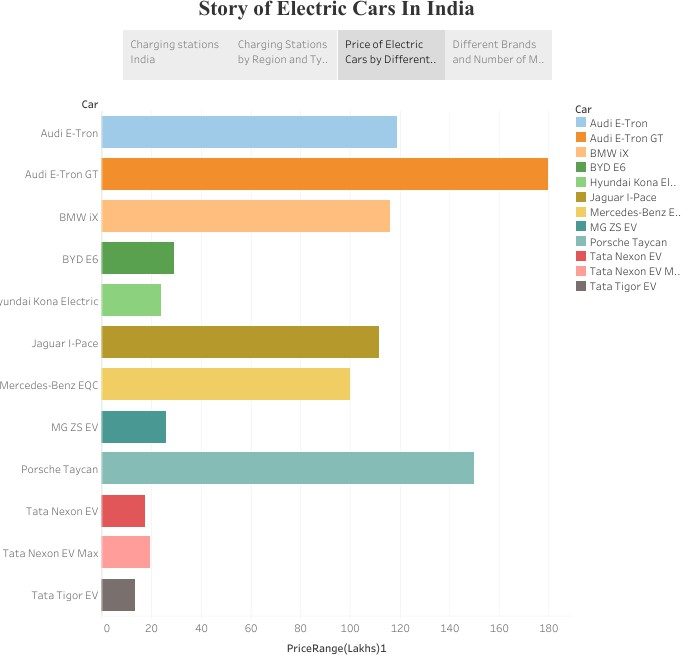 Story of Electric Cars In India
Charging stations
India
Charging Stations
by Region and Ty..
Price of Electric
Cars by Different..
Different Brands
and Number of M..
Car
Audi E-Tron
Audi E-Tron GT
BMW iX
BYD E6
yundai Kona Electric
Jaguar I-Pace
Mercedes-Benz EQC
MG ZS EV
Porsche Taycan
Tata Nexon EV
Tata Nexon EV Max
Tata Tigor EV
0 20 40 60 80 100 120 140 160 180
PriceRange(Lakhs)1
Car
Audi E-Tron
Audi E-Tron GT
BMW iX
BYD E6
Hyundai Kona El..
Jaguar I-Pace
Mercedes-Benz E..
MG ZS EV
Porsche Taycan
Tata Nexon EV
Tata Nexon EV M..
Tata Tigor EV